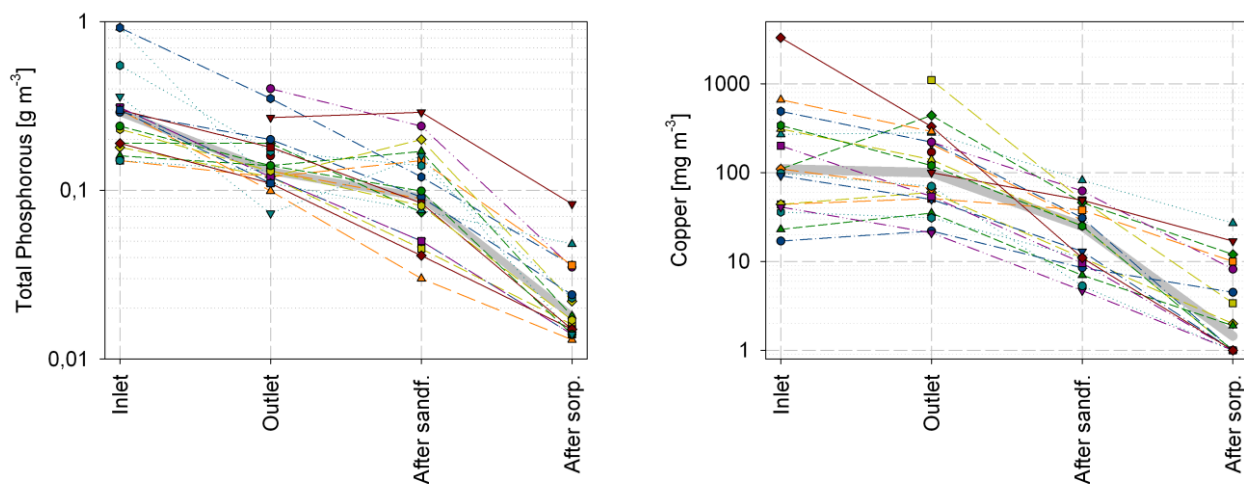 Total Phosphorous [g m-3]
1
0,1
0,01
Inlet
Outlet
After sandf.
After sorp.
Copper [mg m-3]
1000
100
10
1
Inlet
Outlet
After sandf.
After sorp.